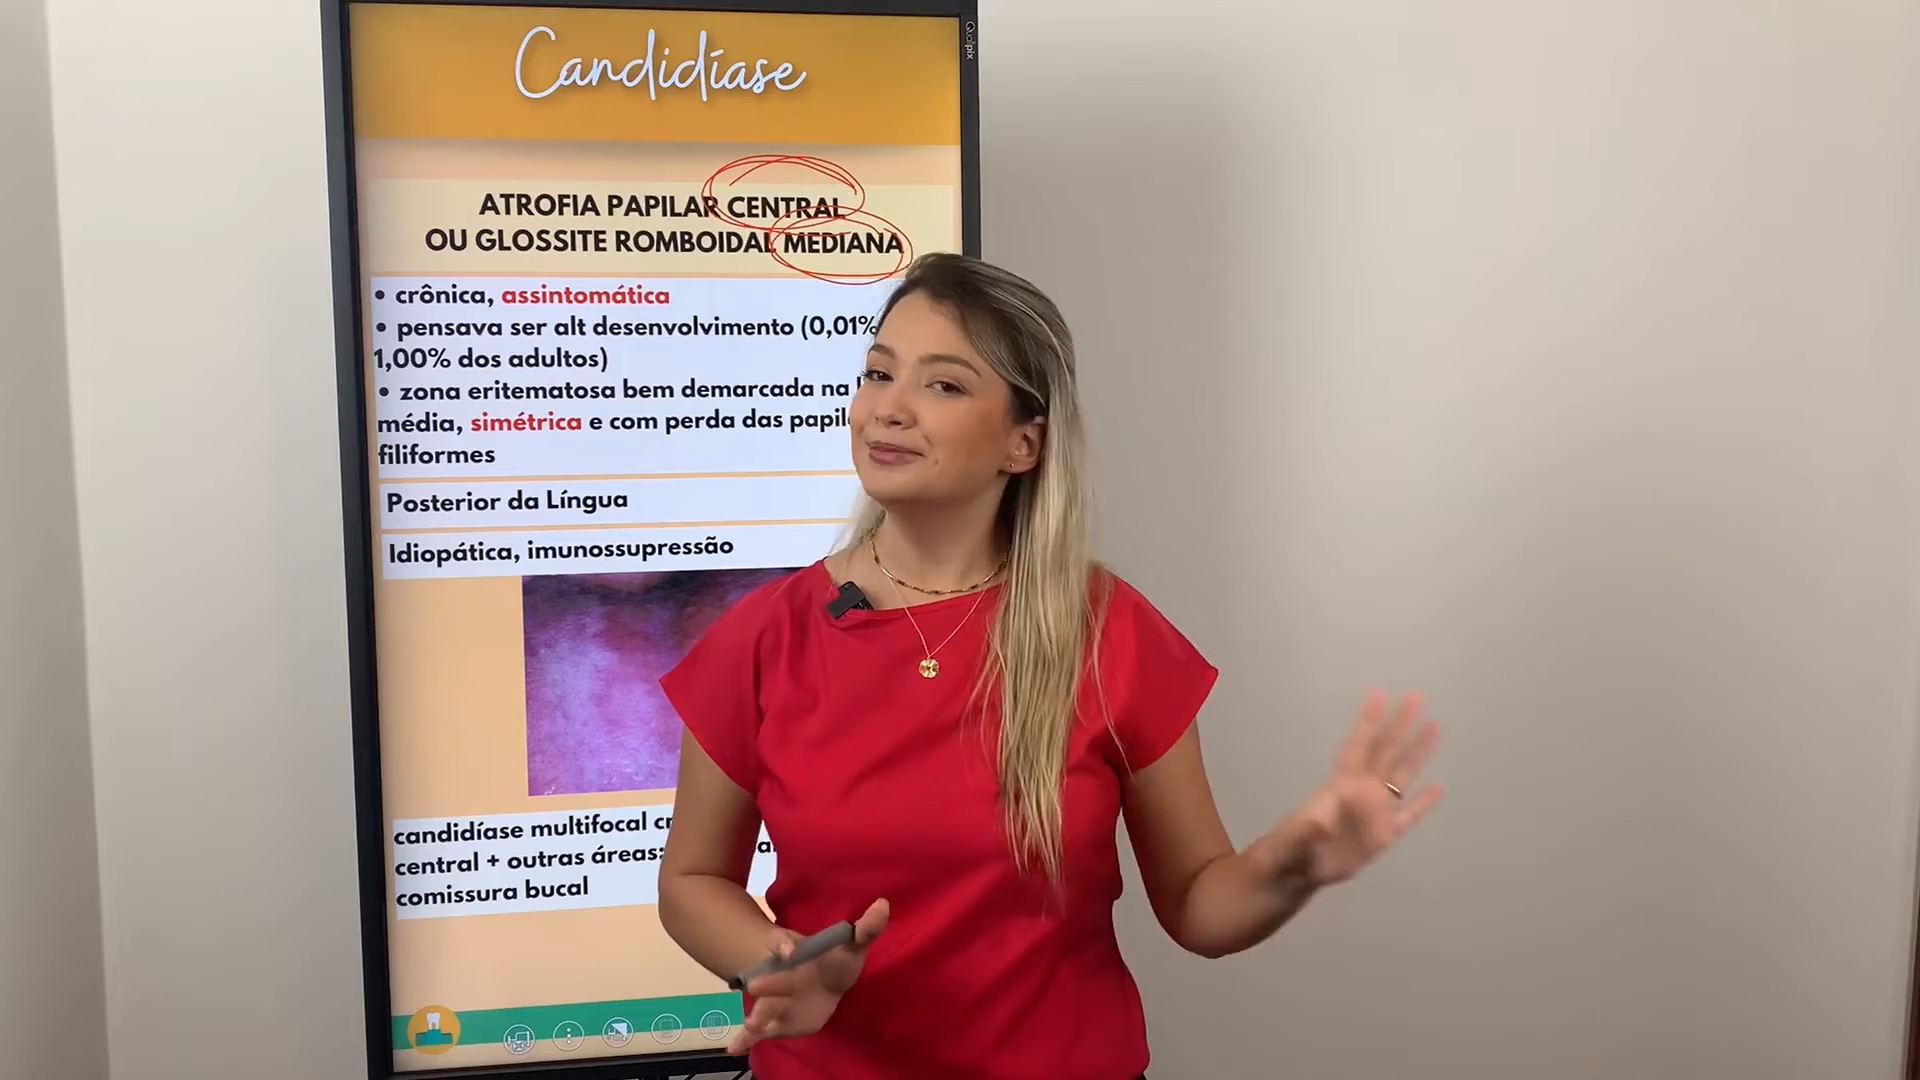 Qualipix
Candidíase
ATROFIA PAPILAR CENTRAL
OU GLOSSITE ROMBOIDAL MEDIANA
• crônica, assintomática
• pensava ser alt desenvolvimento (0,01%
1,00% dos adultos)
• zona eritematosa bem demarcada na
média, simétrica e com perda das
filiformes
Posterior da Língua
Idiopática, imunossupressão
candidíase multifocal
central + outras áreas:
comissura bucal